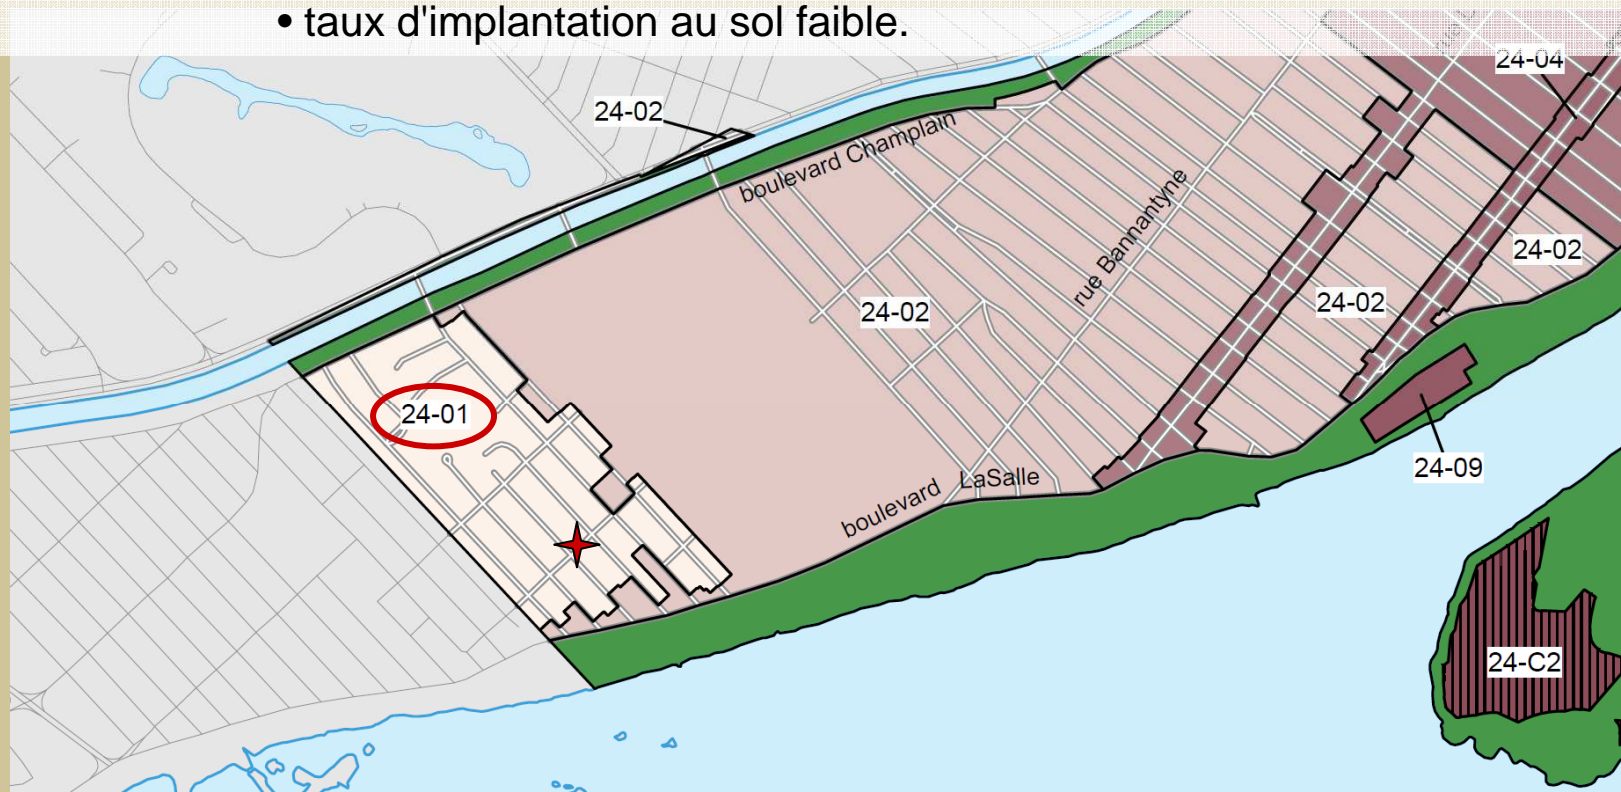 • taux d'implantation au sol faible.
24-04
24-02
boulevard Champlain
rue Bannantyne
24-02
24-02
24-02
24-01
24-09
boulevard LaSalle
24-C2